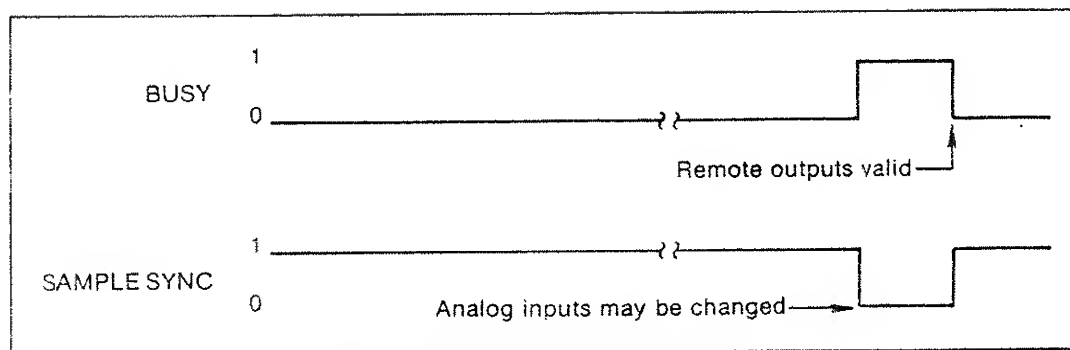 1
BUSY
0
Remote outputs valid
1
SAMPLE SYNC
0
Analog inputs may be changed